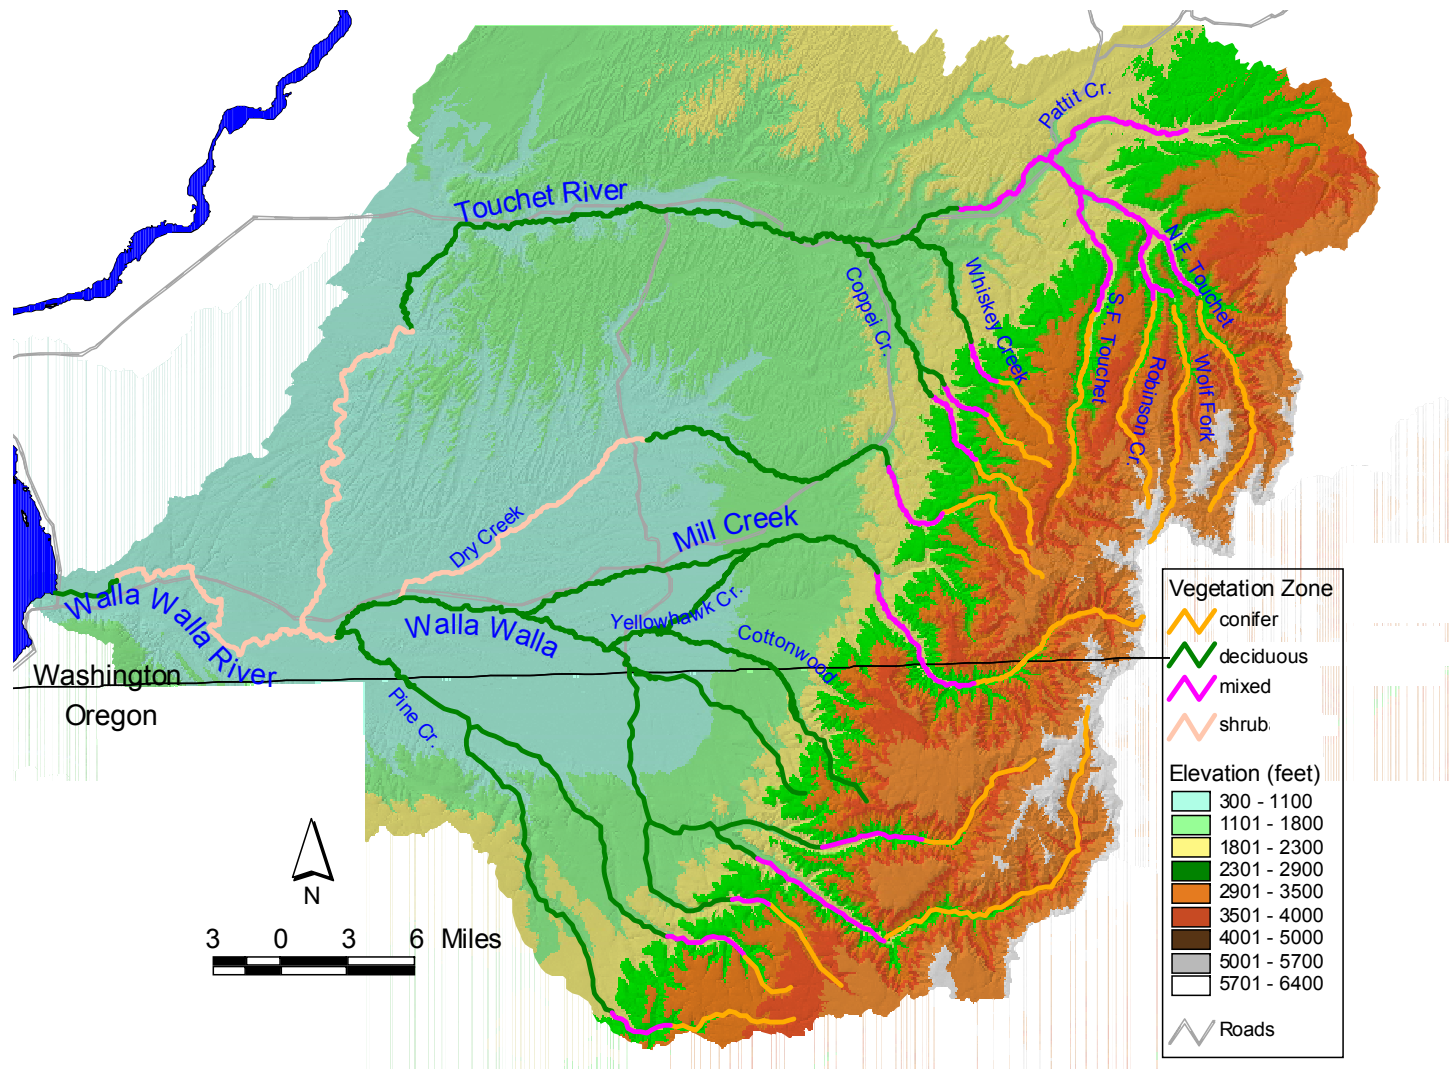 Pattit Cr.
Touchet River
N.F. Touchet
Whiskey Creek
Coppei Cr.
S.F. Touchet
Robinson Cr.
Wolf Fork
Dry Creek
Mill Creek
Walla Walla River
Walla Walla
Yellowhawk Cr.
Cottonwood
Washington
Oregon
Pine Cr.
N
3 0 3 6 Miles
Vegetation Zone
conifer
deciduous
mixed
shrub
Elevation (feet)
300 - 1100
1101 - 1800
1801 - 2300
2301 - 2900
2901 - 3500
3501 - 4000
4001 - 5000
5001 - 5700
5701 - 6400
Roads